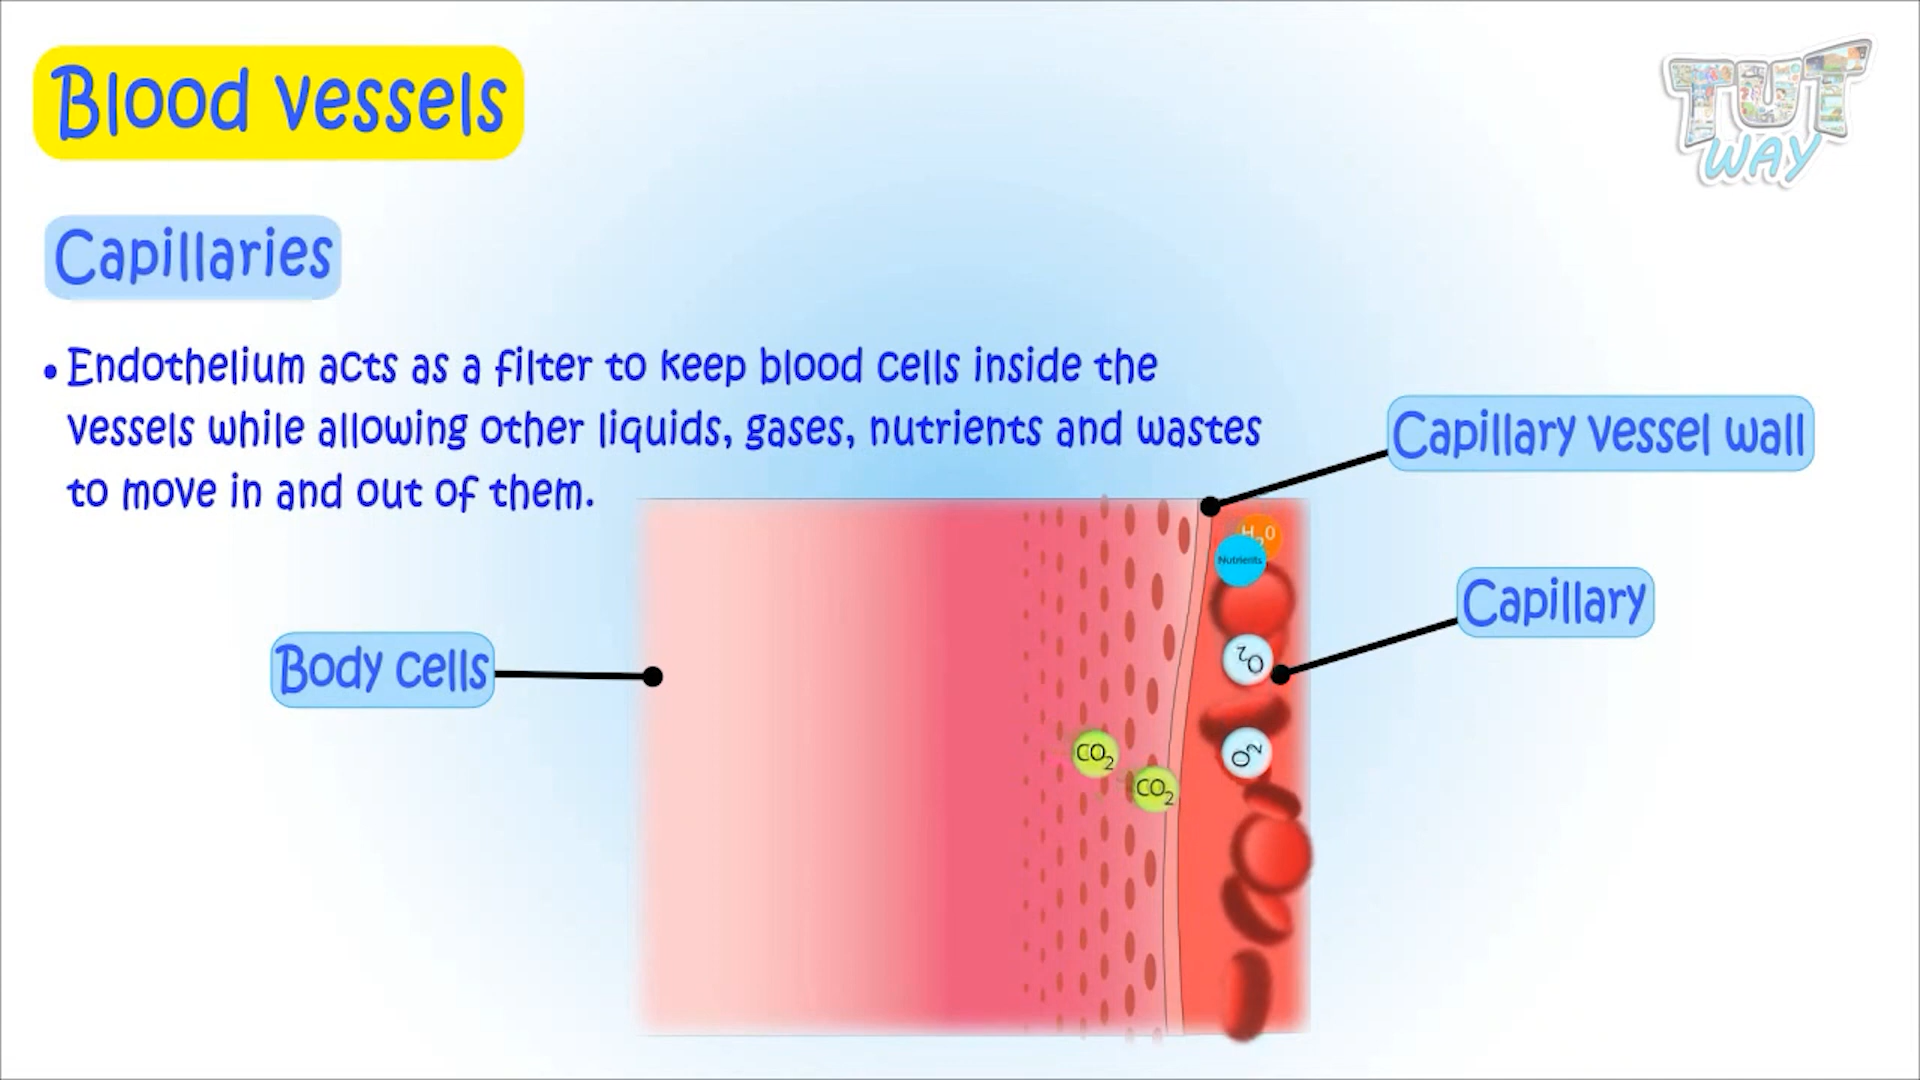 Blood vessels
TUT
WAY
Capillaries
• Endothelium acts as a filter to keep blood cells inside the
vessels while allowing other liquids, gases, nutrients and wastes
to move in and out of them.
Capillary vessel wall
H₂O
Nutrients
Capillary
O₂
Body cells
O₂
CO₂
CO₂